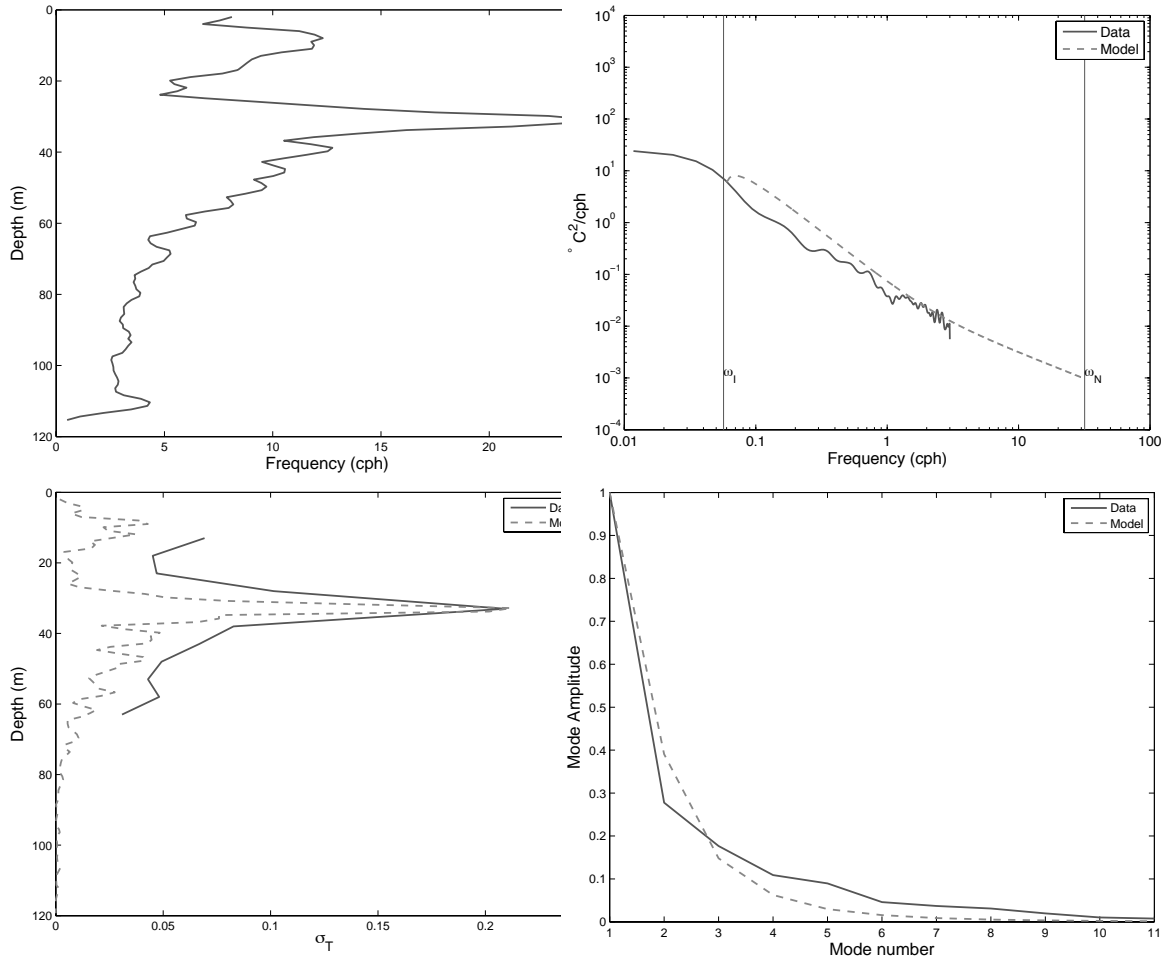 0
20
40
60
80
100
120
0 5 10 15 20
Depth (m)
Frequency (cph)
10^4
10^3
10^2
10^1
10^0
10^-1
10^-2
10^-3
10^-4
0.01 0.1 1 10 100
°C^2/cph
Frequency (cph)
Data
Model
ω_I
ω_N
0
20
40
60
80
100
120
0 0.05 0.1 0.15 0.2
Depth (m)
σ_T
1
0.9
0.8
0.7
0.6
0.5
0.4
0.3
0.2
0.1
0
1 2 3 4 5 6 7 8 9 10 11
Mode Amplitude
Mode number
Data
Model